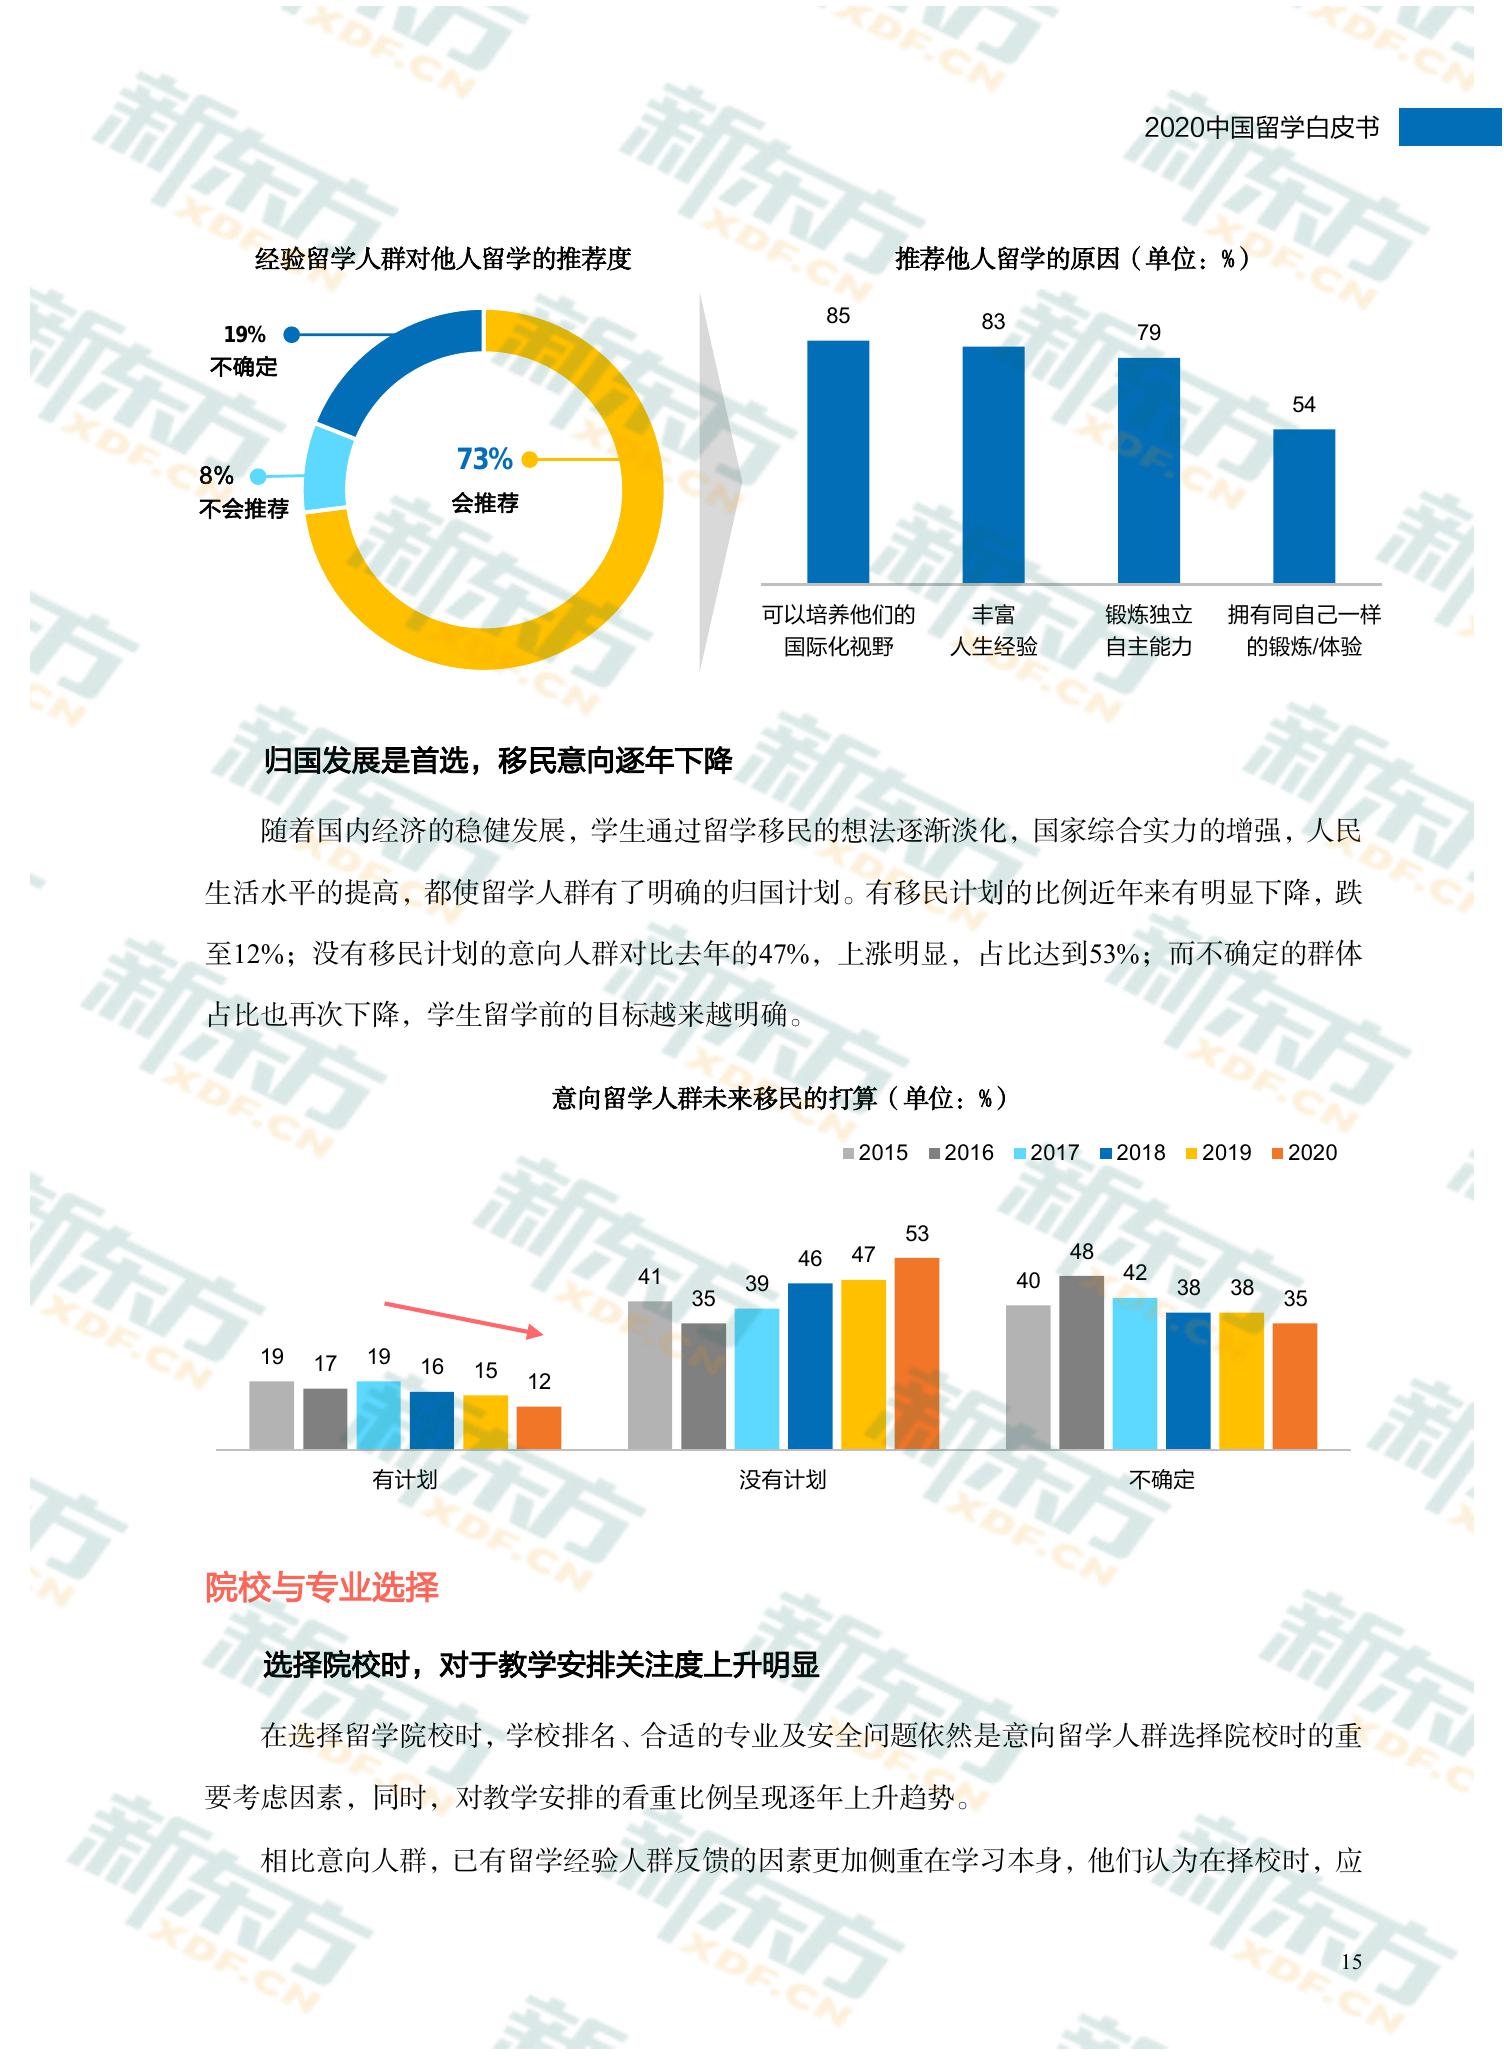 2020中国留学白皮书
经验留学人群对他人留学的推荐度
19%
不确定
8%
不会推荐
73%
会推荐
推荐他人留学的原因（单位：%）
85
83
79
54
可以培养他们的
国际化视野
丰富
人生经验
锻炼独立
自主能力
拥有同自己一样
的锻炼/体验
归国发展是首选，移民意向逐年下降
随着国内经济的稳健发展，学生通过留学移民的想法逐渐淡化，国家综合实力的增强，人民
生活水平的提高，都使留学人群有了明确的归国计划。有移民计划的比例近年来有明显下降，跌
至12%；没有移民计划的意向人群对比去年的47%，上涨明显，占比达到53%；而不确定的群体
占比也再次下降，学生留学前的目标越来越明确。
意向留学人群未来移民的打算（单位：%）
2015 2016 2017 2018 2019 2020
19 17 19 16 15 12
41 35 39 46 47 53
40 48 42 38 38 35
有计划 没有计划 不确定
院校与专业选择
选择院校时，对于教学安排关注度上升明显
在选择留学院校时，学校排名、合适的专业及安全问题依然是意向留学人群选择院校时的重
要考虑因素，同时，对教学安排的看重比例呈现逐年上升趋势。
相比意向人群，已有留学经验人群反馈的因素更加侧重在学习本身，他们认为在择校时，应
15
新东方
XDF.CN